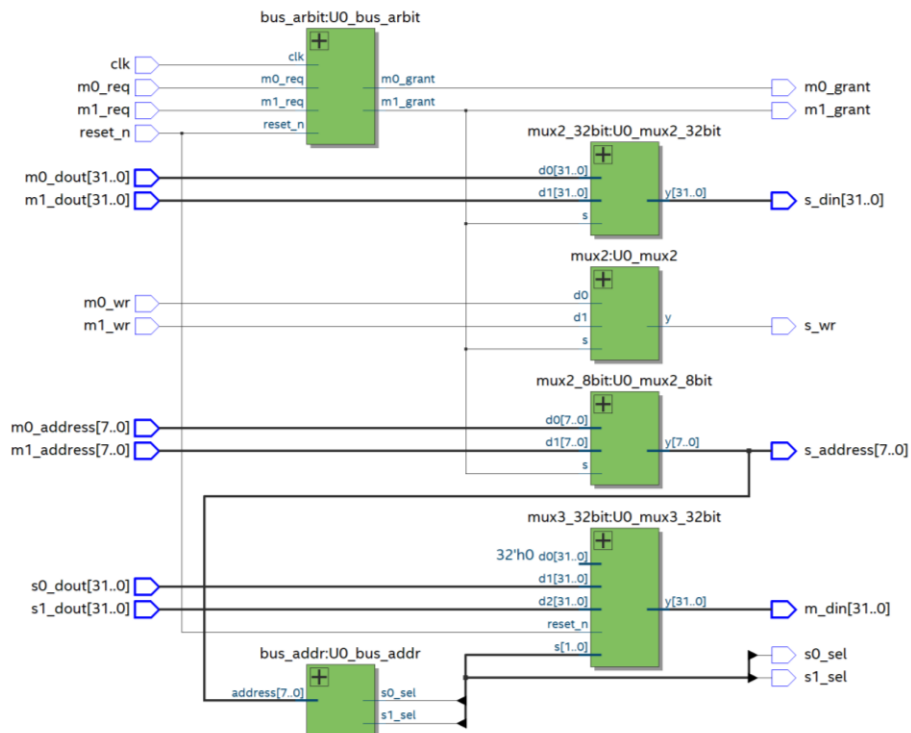 bus_arbit:U0_bus_arbit
clk
clk
m0_req
m0_req
m0_grant
m0_grant
m1_req
m1_req
m1_grant
m1_grant
reset_n
reset_n
mux2_32bit:U0_mux2_32bit
m0_dout[31..0]
d0[31..0]
m1_dout[31..0]
d1[31..0]
y[31..0]
s_din[31..0]
s
mux2:U0_mux2
m0_wr
d0
m1_wr
d1
y
s_wr
s
mux2_8bit:U0_mux2_8bit
m0_address[7..0]
d0[7..0]
m1_address[7..0]
d1[7..0]
y[7..0]
s_address[7..0]
s
mux3_32bit:U0_mux3_32bit
32'h0 d0[31..0]
s0_dout[31..0]
d1[31..0]
s1_dout[31..0]
d2[31..0]
y[31..0]
m_din[31..0]
reset_n
s[1..0]
s0_sel
s1_sel
bus_addr:U0_bus_addr
address[7..0]
s0_sel
s1_sel